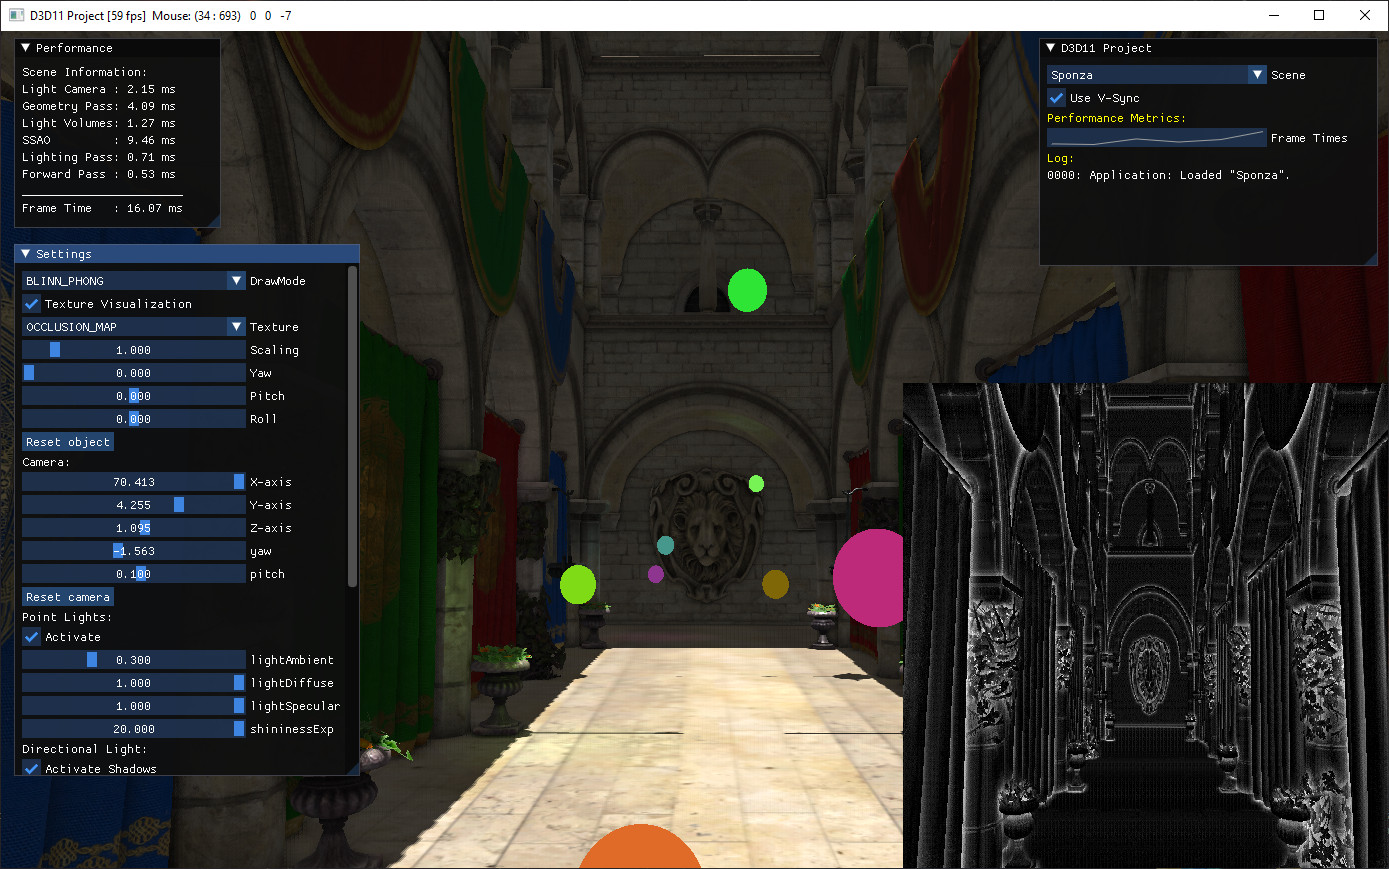 D3D11 Project [59 fps]  Mouse: (34 : 693)   0   0   -7
Performance
Scene Information:
Light Camera : 2.15 ms
Geometry Pass: 4.09 ms
Light Volumes: 1.27 ms
SSAO         : 9.46 ms
Lighting Pass: 0.71 ms
Forward Pass : 0.53 ms
Frame Time   : 16.07 ms
Settings
BLINN_PHONG DrawMode
Texture Visualization
OCCLUSION_MAP Texture
1.000 Scaling
0.000 Yaw
0.000 Pitch
0.000 Roll
Reset object
Camera:
70.413 X-axis
4.255 Y-axis
1.095 Z-axis
-1.563 yaw
0.100 pitch
Reset camera
Point Lights:
Activate
0.300 lightAmbient
1.000 lightDiffuse
1.000 lightSpecular
20.000 shininessExp
Directional Light:
Activate Shadows
D3D11 Project
Sponza Scene
Use V-Sync
Performance Metrics:
Frame Times
Log:
0000: Application: Loaded "Sponza".